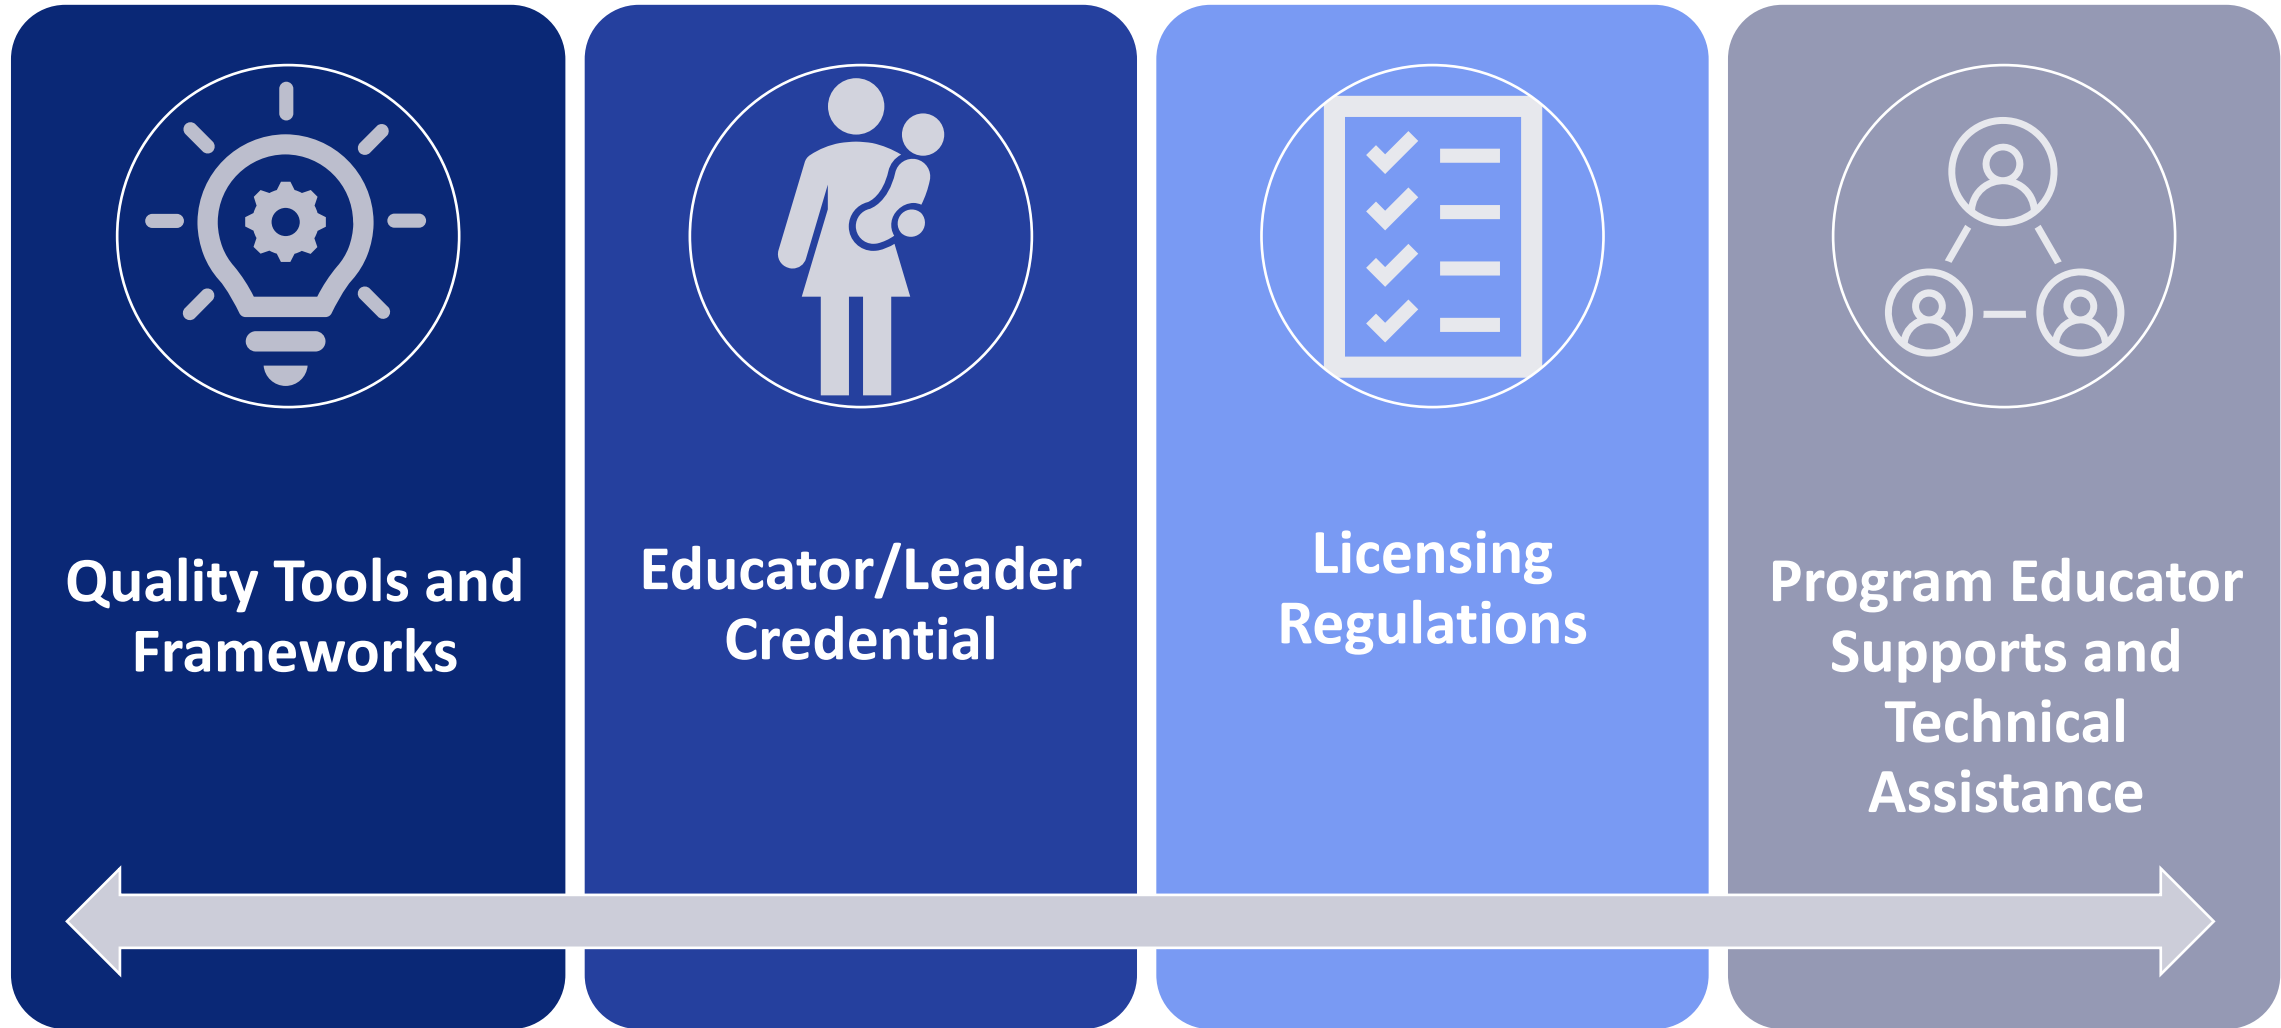 Quality Tools and
Frameworks
Educator/Leader
Credential
Licensing
Regulations
Program Educator
Supports and
Technical
Assistance